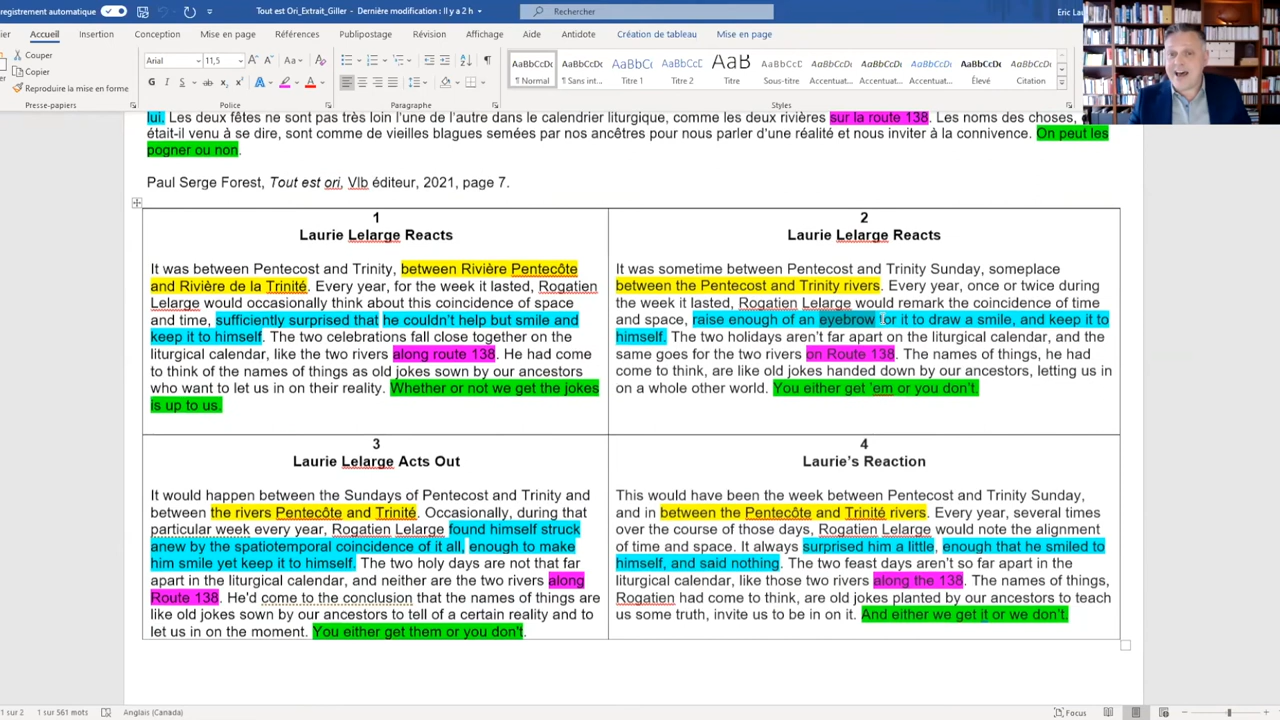 registrement automatique
Tout est Ori_Extrait_Giller - Dernière modification : Il y a 2 h
Rechercher
Eric Lau
Accueil Insertion Conception Mise en page Références Publipostage Révision Affichage Aide Antidote Création de tableau Mise en page
Couper
Copier
Reproduire la mise en forme
Presse-papiers
Arial 11,5
Police
Paragraphe
AaBbCcDc AaBbCcDc AaBbC AaBbCcC AaB AaBbCcC AaBbCcDt AaBbCcDt AaBbCcDt AaBbCcDc AaBbCcDt
¶ Normal ¶ Sans int... Titre 1 Titre 2 Titre Sous-titre Accentuat... Accentuat... Accentuat... Élevé Citation
Styles
lui. Les deux fêtes ne sont pas très loin l'une de l'autre dans le calendrier liturgique, comme les deux rivières sur la route 138. Les noms des choses,
était-il venu à se dire, sont comme de vieilles blagues semées par nos ancêtres pour nous parler d'une réalité et nous inviter à la connivence. On peut les
pogner ou non.
Paul Serge Forest, Tout est ori, Vlb éditeur, 2021, page 7.
1
Laurie Lelarge Reacts
It was between Pentecost and Trinity, between Rivière Pentecôte
and Rivière de la Trinité. Every year, for the week it lasted, Rogatien
Lelarge would occasionally think about this coincidence of space
and time, sufficiently surprised that he couldn't help but smile and
keep it to himself. The two celebrations fall close together on the
liturgical calendar, like the two rivers along route 138. He had come
to think of the names of things as old jokes sown by our ancestors
who want to let us in on their reality. Whether or not we get the jokes
is up to us.
2
Laurie Lelarge Reacts
It was sometime between Pentecost and Trinity Sunday, someplace
between the Pentecost and Trinity rivers. Every year, once or twice during
the week it lasted, Rogatien Lelarge would remark the coincidence of time
and space, raise enough of an eyebrow for it to draw a smile, and keep it to
himself. The two holidays aren't far apart on the liturgical calendar, and the
same goes for the two rivers on Route 138. The names of things, he had
come to think, are like old jokes handed down by our ancestors, letting us in
on a whole other world. You either get 'em or you don't.
3
Laurie Lelarge Acts Out
It would happen between the Sundays of Pentecost and Trinity and
between the rivers Pentecôte and Trinité. Occasionally, during that
particular week every year, Rogatien Lelarge found himself struck
anew by the spatiotemporal coincidence of it all, enough to make
him smile yet keep it to himself. The two holy days are not that far
apart in the liturgical calendar, and neither are the two rivers along
Route 138. He'd come to the conclusion that the names of things are
like old jokes sown by our ancestors to tell of a certain reality and to
let us in on the moment. You either get them or you don't.
4
Laurie's Reaction
This would have been the week between Pentecost and Trinity Sunday,
and in between the Pentecôte and Trinité rivers. Every year, several times
over the course of those days, Rogatien Lelarge would note the alignment
of time and space. It always surprised him a little, enough that he smiled to
himself, and said nothing. The two feast days aren't so far apart in the
liturgical calendar, like those two rivers along the 138. The names of things,
Rogatien had come to think, are old jokes planted by our ancestors to teach
us some truth, invite us to be in on it. And either we get it or we don't.
1 sur 2 1 sur 561 mots Anglais (Canada) Focus